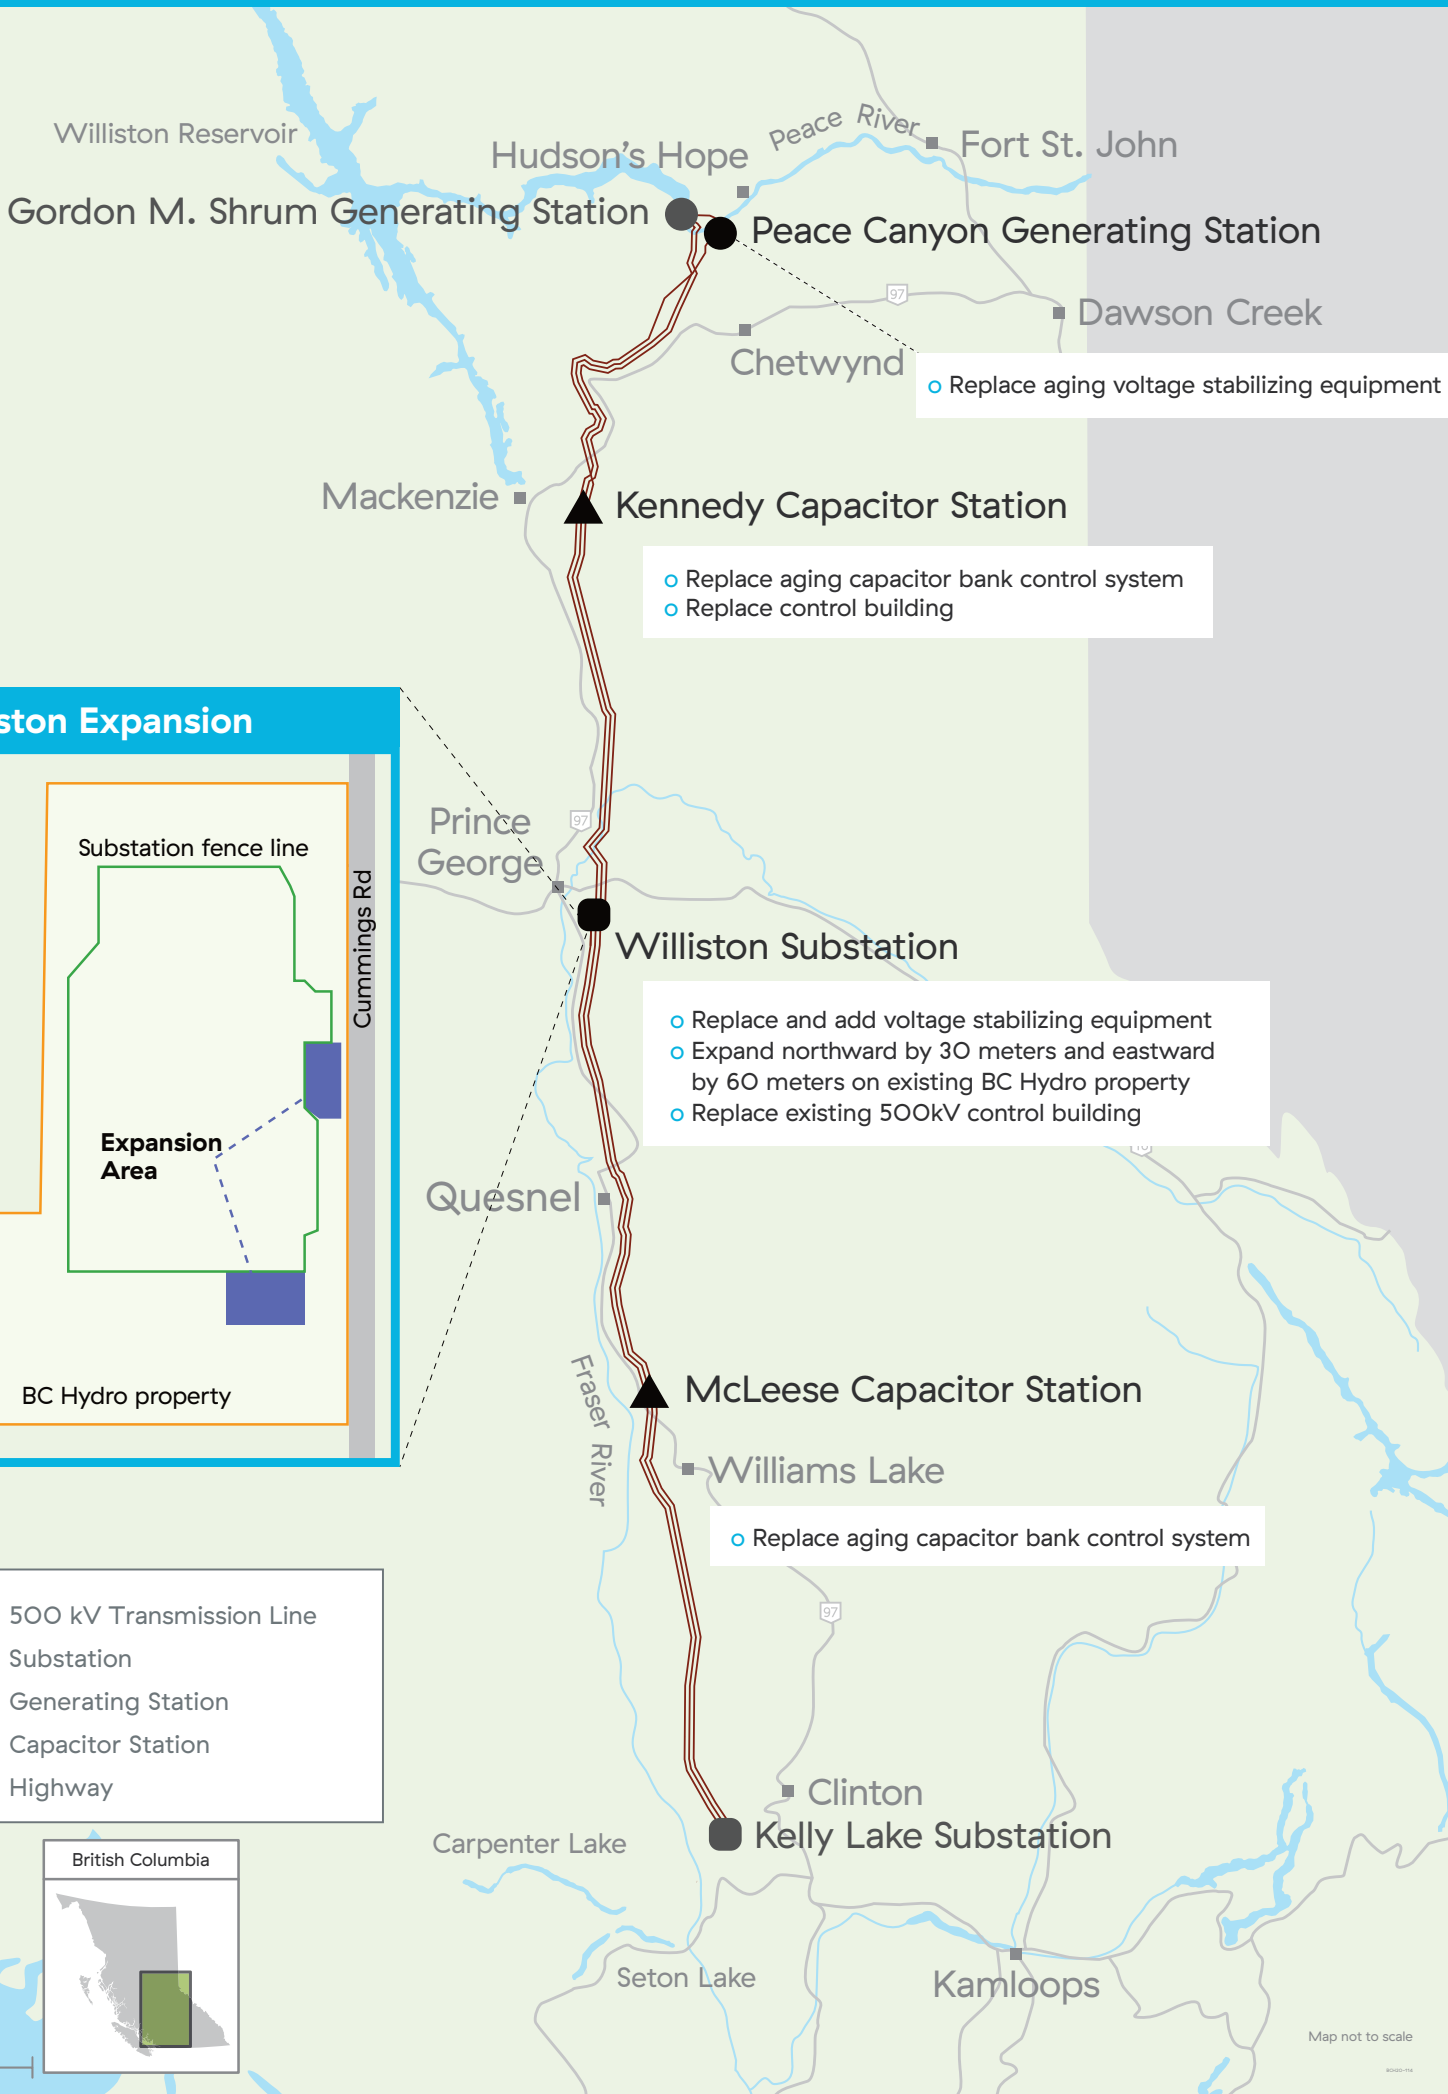 Williston Reservoir
Hudson's Hope
Peace River
Fort St. John
Gordon M. Shrum Generating Station
Peace Canyon Generating Station
97
Dawson Creek
Chetwynd
Replace aging voltage stabilizing equipment
Mackenzie
Kennedy Capacitor Station
Replace aging capacitor bank control system
Replace control building
ston Expansion
Substation fence line
Cummings Rd
Expansion
Area
BC Hydro property
Prince
George
97
Williston Substation
Replace and add voltage stabilizing equipment
Expand northward by 30 meters and eastward
by 60 meters on existing BC Hydro property
Replace existing 500kV control building
Quesnel
Fraser River
McLeese Capacitor Station
Williams Lake
Replace aging capacitor bank control system
97
500 kV Transmission Line
Substation
Generating Station
Capacitor Station
Highway
Clinton
Kelly Lake Substation
Carpenter Lake
British Columbia
Seton Lake
Kamloops
Map not to scale